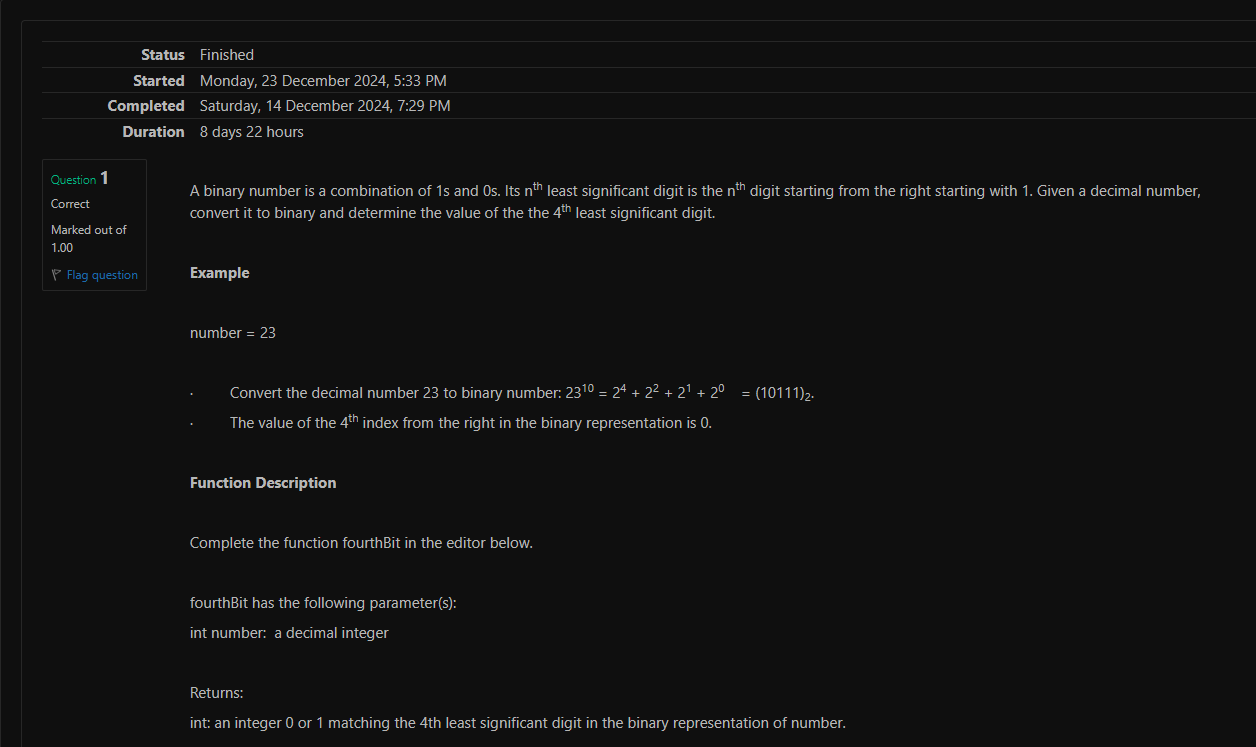 Status Finished
Started Monday, 23 December 2024, 5:33 PM
Completed Saturday, 14 December 2024, 7:29 PM
Duration 8 days 22 hours
Question 1
Correct
Marked out of
1.00
Flag question
A binary number is a combination of 1s and 0s. Its nth least significant digit is the nth digit starting from the right starting with 1. Given a decimal number,
convert it to binary and determine the value of the the 4th least significant digit.
Example
number = 23
· Convert the decimal number 23 to binary number: 23¹⁰ = 2⁴ + 2² + 2¹ + 2⁰ = (10111)₂.
· The value of the 4th index from the right in the binary representation is 0.
Function Description
Complete the function fourthBit in the editor below.
fourthBit has the following parameter(s):
int number: a decimal integer
Returns:
int: an integer 0 or 1 matching the 4th least significant digit in the binary representation of number.